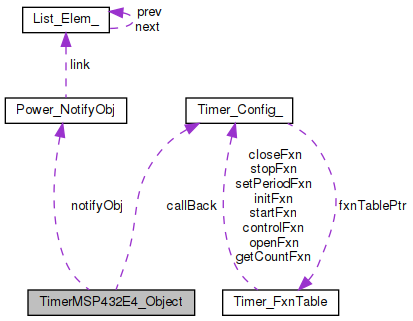 List_Elem_
prev
next
link
Power_NotifyObj
Timer_Config_
closeFxn
stopFxn
setPeriodFxn
initFxn
startFxn
controlFxn
openFxn
getCountFxn
notifyObj
callBack
fxnTablePtr
TimerMSP432E4_Object
Timer_FxnTable